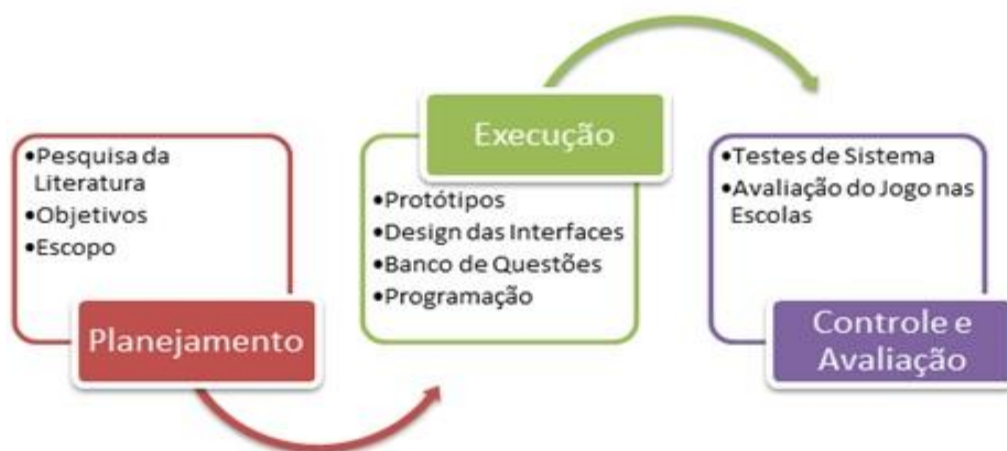 •Pesquisa da
Literatura
•Objetivos
•Escopo
Planejamento
Execução
•Protótipos
•Design das Interfaces
•Banco de Questões
•Programação
•Testes de Sistema
•Avaliação do Jogo nas
Escolas
Controle e
Avaliação